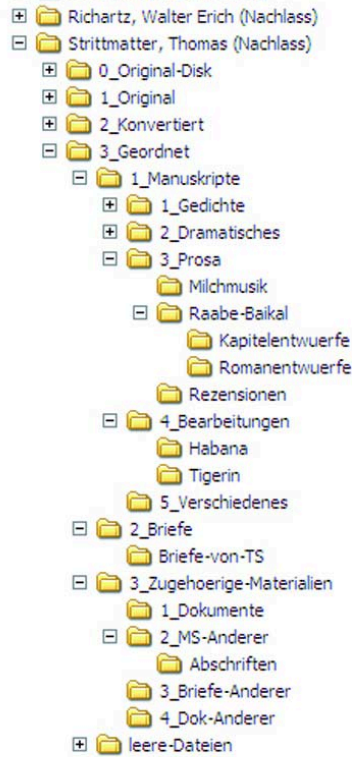 Richartz, Walter Erich (Nachlass)
Strittmatter, Thomas (Nachlass)
0_Original-Disk
1_Original
2_Konvertiert
3_Geordnet
1_Manuskripte
1_Gedichte
2_Dramatisches
3_Prosa
Milchmusik
Raabe-Baikal
Kapitelentwuerfe
Romanentwuerfe
Rezensionen
4_Bearbeitungen
Habana
Tigerin
5_Verschiedenes
2_Briefe
Briefe-von-TS
3_Zugehoerige-Materialien
1_Dokumente
2_MS-Anderer
Abschriften
3_Briefe-Anderer
4_Dok-Anderer
leere-Dateien